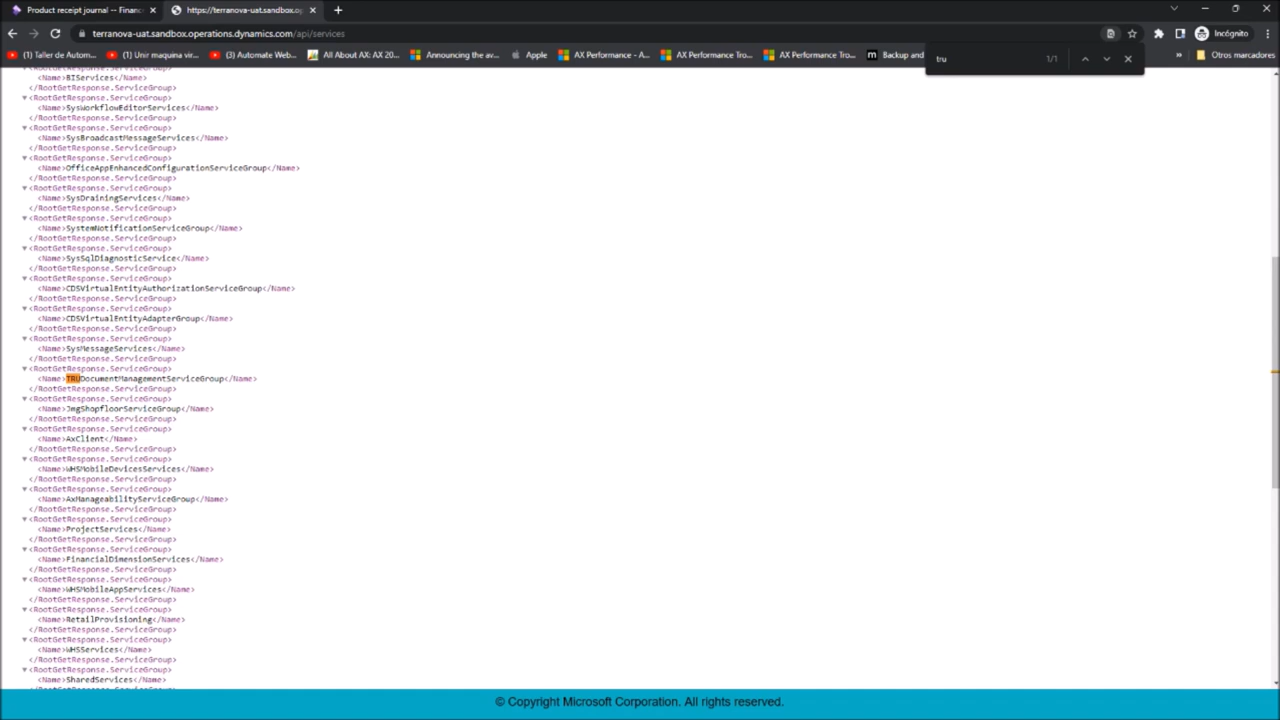 Product receipt journal -- Financ
https://terranova-uat.sandbox.op
terranova-uat.sandbox.operations.dynamics.com/api/services
Incógnito
(1) Taller de Autom...
(1) Unir maquina vir...
(3) Automate Web...
All About AX: AX 20...
Announcing the av...
Apple
AX Performance - A...
AX Performance Tro...
AX Performance Tro...
Backup and
Otros marcadores
tru
1/1
<RootGetResponse.ServiceGroup>
<Name>BIServices</Name>
</RootGetResponse.ServiceGroup>
<RootGetResponse.ServiceGroup>
<Name>SysWorkflowEditorServices</Name>
</RootGetResponse.ServiceGroup>
<RootGetResponse.ServiceGroup>
<Name>SysBroadcastMessageServices</Name>
</RootGetResponse.ServiceGroup>
<RootGetResponse.ServiceGroup>
<Name>OfficeAppEnhancedConfigurationServiceGroup</Name>
</RootGetResponse.ServiceGroup>
<RootGetResponse.ServiceGroup>
<Name>SysDrainingServices</Name>
</RootGetResponse.ServiceGroup>
<RootGetResponse.ServiceGroup>
<Name>SystemNotificationServiceGroup</Name>
</RootGetResponse.ServiceGroup>
<RootGetResponse.ServiceGroup>
<Name>SysSqlDiagnosticService</Name>
</RootGetResponse.ServiceGroup>
<RootGetResponse.ServiceGroup>
<Name>CDSVirtualEntityAuthorizationServiceGroup</Name>
</RootGetResponse.ServiceGroup>
<RootGetResponse.ServiceGroup>
<Name>CDSVirtualEntityAdapterGroup</Name>
</RootGetResponse.ServiceGroup>
<RootGetResponse.ServiceGroup>
<Name>SysMessageServices</Name>
</RootGetResponse.ServiceGroup>
<RootGetResponse.ServiceGroup>
<Name>TRUDocumentManagementServiceGroup</Name>
</RootGetResponse.ServiceGroup>
<RootGetResponse.ServiceGroup>
<Name>JmgShopfloorServiceGroup</Name>
</RootGetResponse.ServiceGroup>
<RootGetResponse.ServiceGroup>
<Name>AxClient</Name>
</RootGetResponse.ServiceGroup>
<RootGetResponse.ServiceGroup>
<Name>WHSMobileDevicesServices</Name>
</RootGetResponse.ServiceGroup>
<RootGetResponse.ServiceGroup>
<Name>AxManageabilityServiceGroup</Name>
</RootGetResponse.ServiceGroup>
<RootGetResponse.ServiceGroup>
<Name>ProjectServices</Name>
</RootGetResponse.ServiceGroup>
<RootGetResponse.ServiceGroup>
<Name>FinancialDimensionServices</Name>
</RootGetResponse.ServiceGroup>
<RootGetResponse.ServiceGroup>
<Name>WHSMobileAppServices</Name>
</RootGetResponse.ServiceGroup>
<RootGetResponse.ServiceGroup>
<Name>RetailProvisioning</Name>
</RootGetResponse.ServiceGroup>
<RootGetResponse.ServiceGroup>
<Name>WHSServices</Name>
</RootGetResponse.ServiceGroup>
<RootGetResponse.ServiceGroup>
<Name>SharedServices</Name>
© Copyright Microsoft Corporation. All rights reserved.